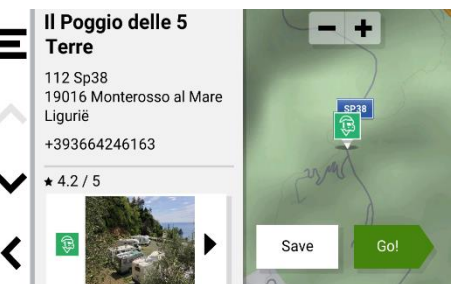 Il Poggio delle 5
Terre
112 Sp38
19016 Monterosso al Mare
Ligurië
+393664246163
★ 4.2 / 5
SP38
Save
Go!